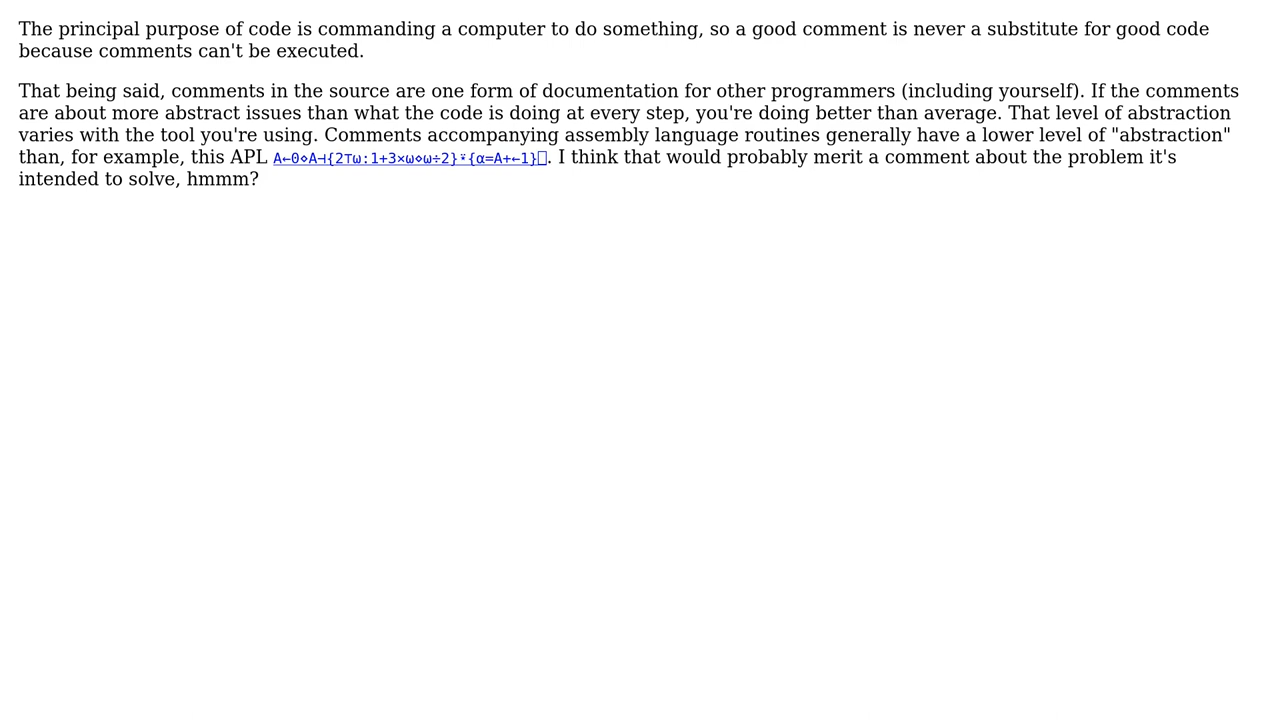 The principal purpose of code is commanding a computer to do something, so a good comment is never a substitute for good code
because comments can't be executed.
That being said, comments in the source are one form of documentation for other programmers (including yourself). If the comments
are about more abstract issues than what the code is doing at every step, you're doing better than average. That level of abstraction
varies with the tool you're using. Comments accompanying assembly language routines generally have a lower level of "abstraction"
than, for example, this APL A←0⋄A⊣{2⊤ω:1+3×ω⋄ω÷2}⍣{α=A+←1}⎕. I think that would probably merit a comment about the problem it's
intended to solve, hmmm?